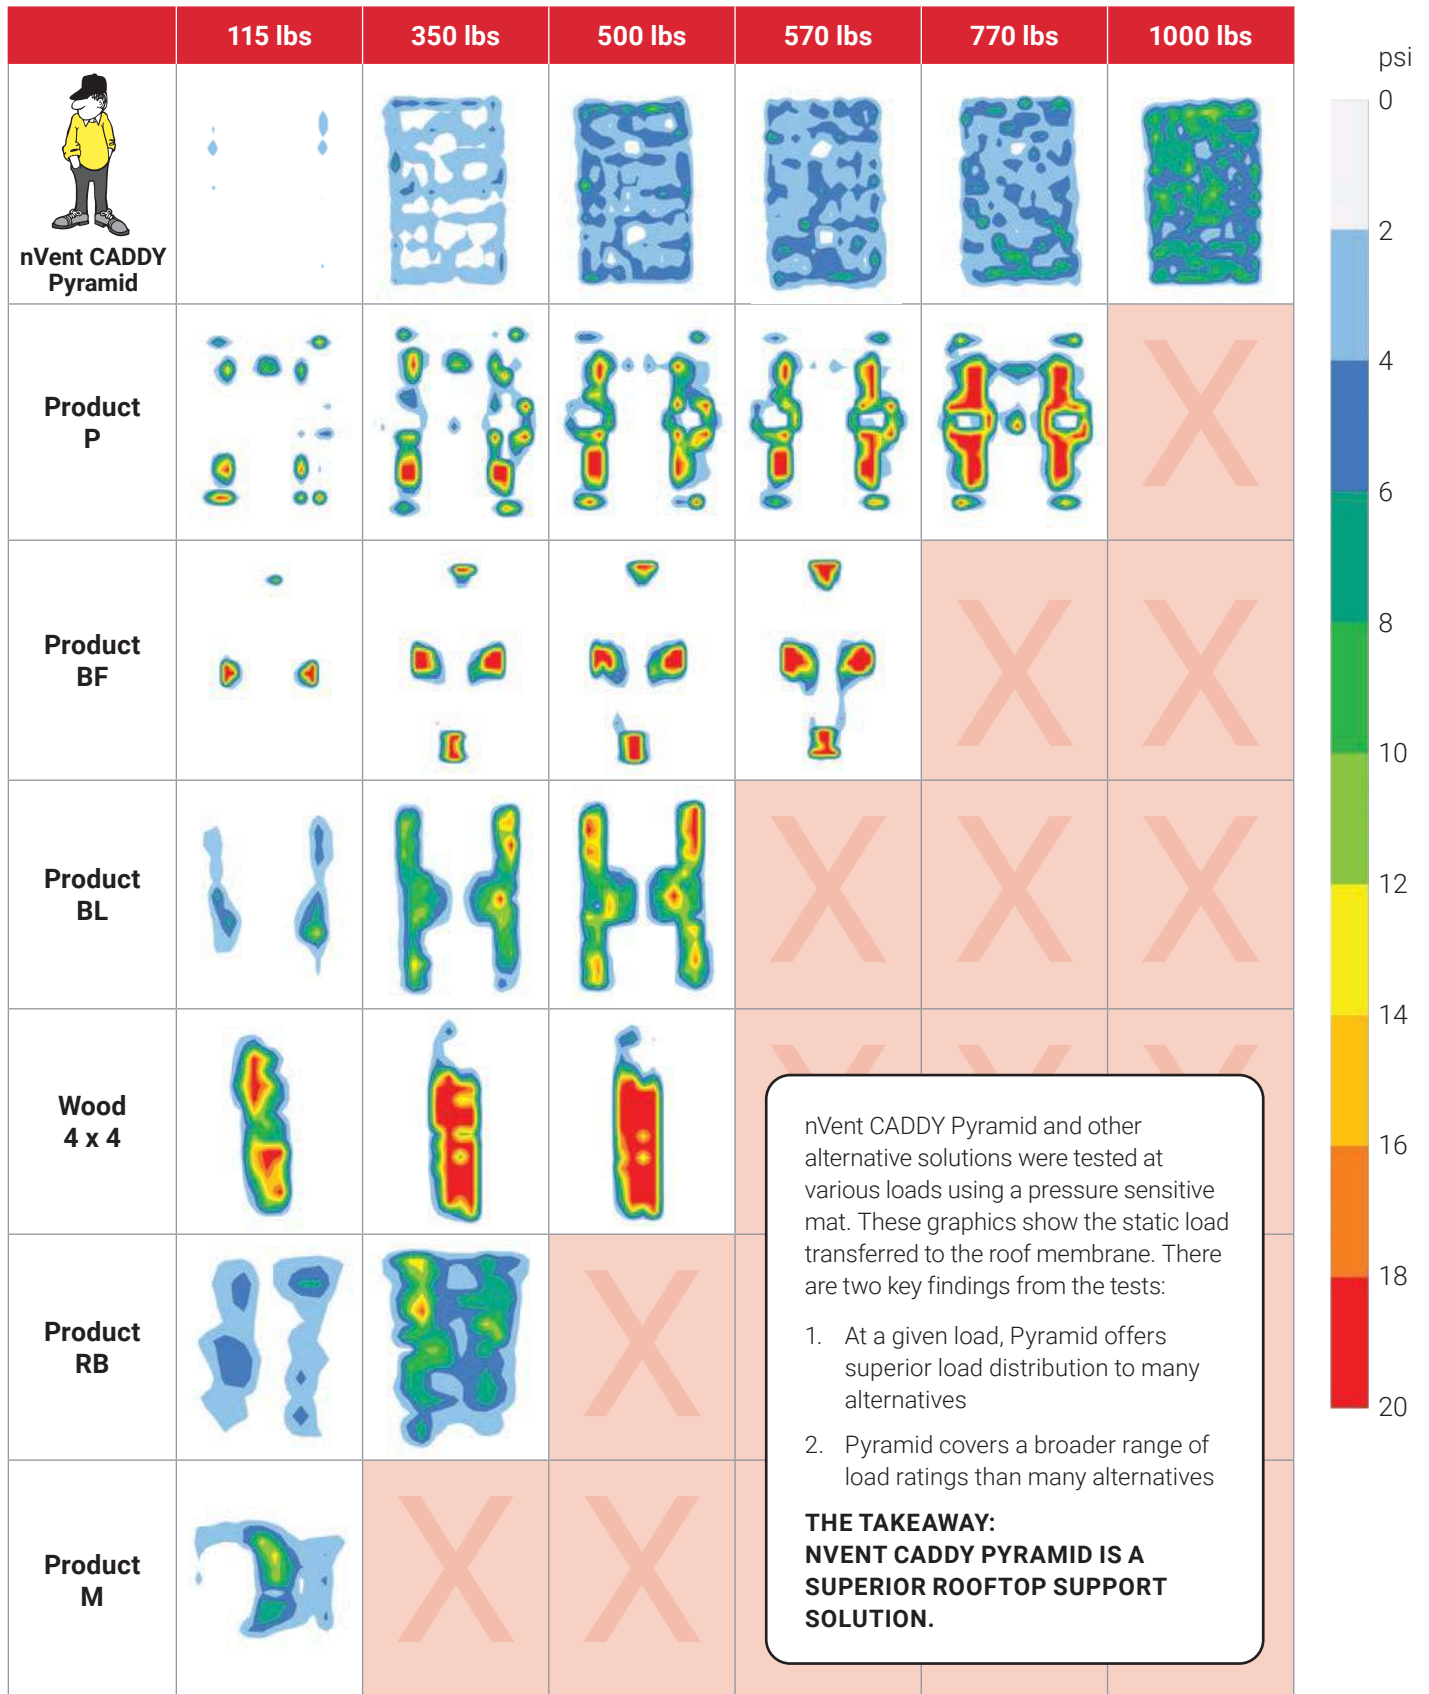 115 lbs 350 lbs 500 lbs 570 lbs 770 lbs 1000 lbs
psi
0
2
4
6
8
10
12
14
16
18
20
nVent CADDY
Pyramid
Product
P
X
Product
BF
X X
Product
BL
X X X
Wood
4 x 4
X X X
Product
RB
X
Product
M
X X
nVent CADDY Pyramid and other
alternative solutions were tested at
various loads using a pressure sensitive
mat. These graphics show the static load
transferred to the roof membrane. There
are two key findings from the tests:
1. At a given load, Pyramid offers
superior load distribution to many
alternatives
2. Pyramid covers a broader range of
load ratings than many alternatives
THE TAKEAWAY:
NVENT CADDY PYRAMID IS A
SUPERIOR ROOFTOP SUPPORT
SOLUTION.